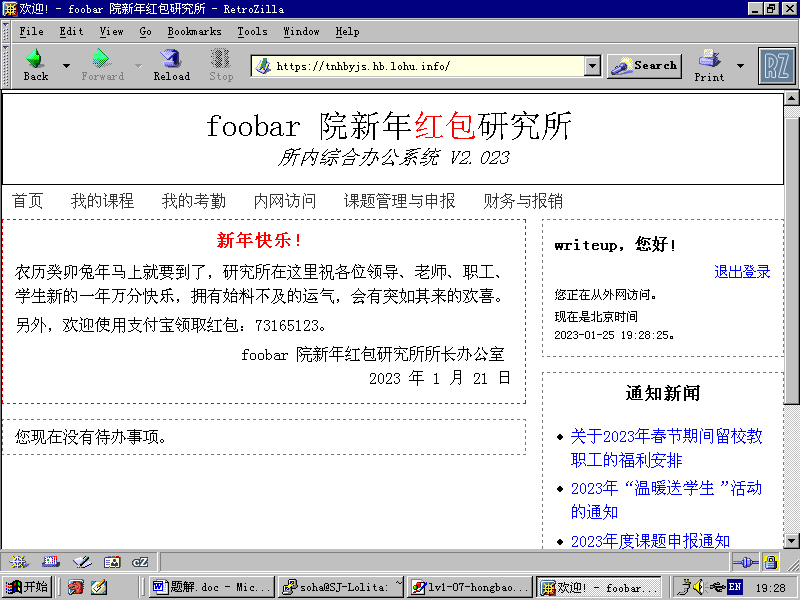 欢迎! - foobar 院新年红包研究所 - RetroZilla
File Edit View Go Bookmarks Tools Window Help
Back Forward Reload Stop https://tnhbyjs.hb.lohu.info/ Search Print RZ
foobar 院新年红包研究所
所内综合办公系统 V2.023
首页 我的课程 我的考勤 内网访问 课题管理与申报 财务与报销
新年快乐!
农历癸卯兔年马上就要到了，研究所在这里祝各位领导、老师、职工、
学生新的一年万分快乐，拥有始料不及的运气，会有突如其来的欢喜。
另外，欢迎使用支付宝领取红包：73165123。
foobar 院新年红包研究所所长办公室
2023 年 1 月 21 日
您现在没有待办事项。
writeup，您好!
退出登录
您正在从外网访问。
现在是北京时间
2023-01-25 19:28:25。
通知新闻
关于2023年春节期间留校教
职工的福利安排
2023年“温暖送学生”活动
的通知
2023年度课题申报通知
cZ
开始 题解.doc - Mic... soha@SJ-Lolita: ~ lv1-07-hongbao... 欢迎! - foobar... EN 19:28